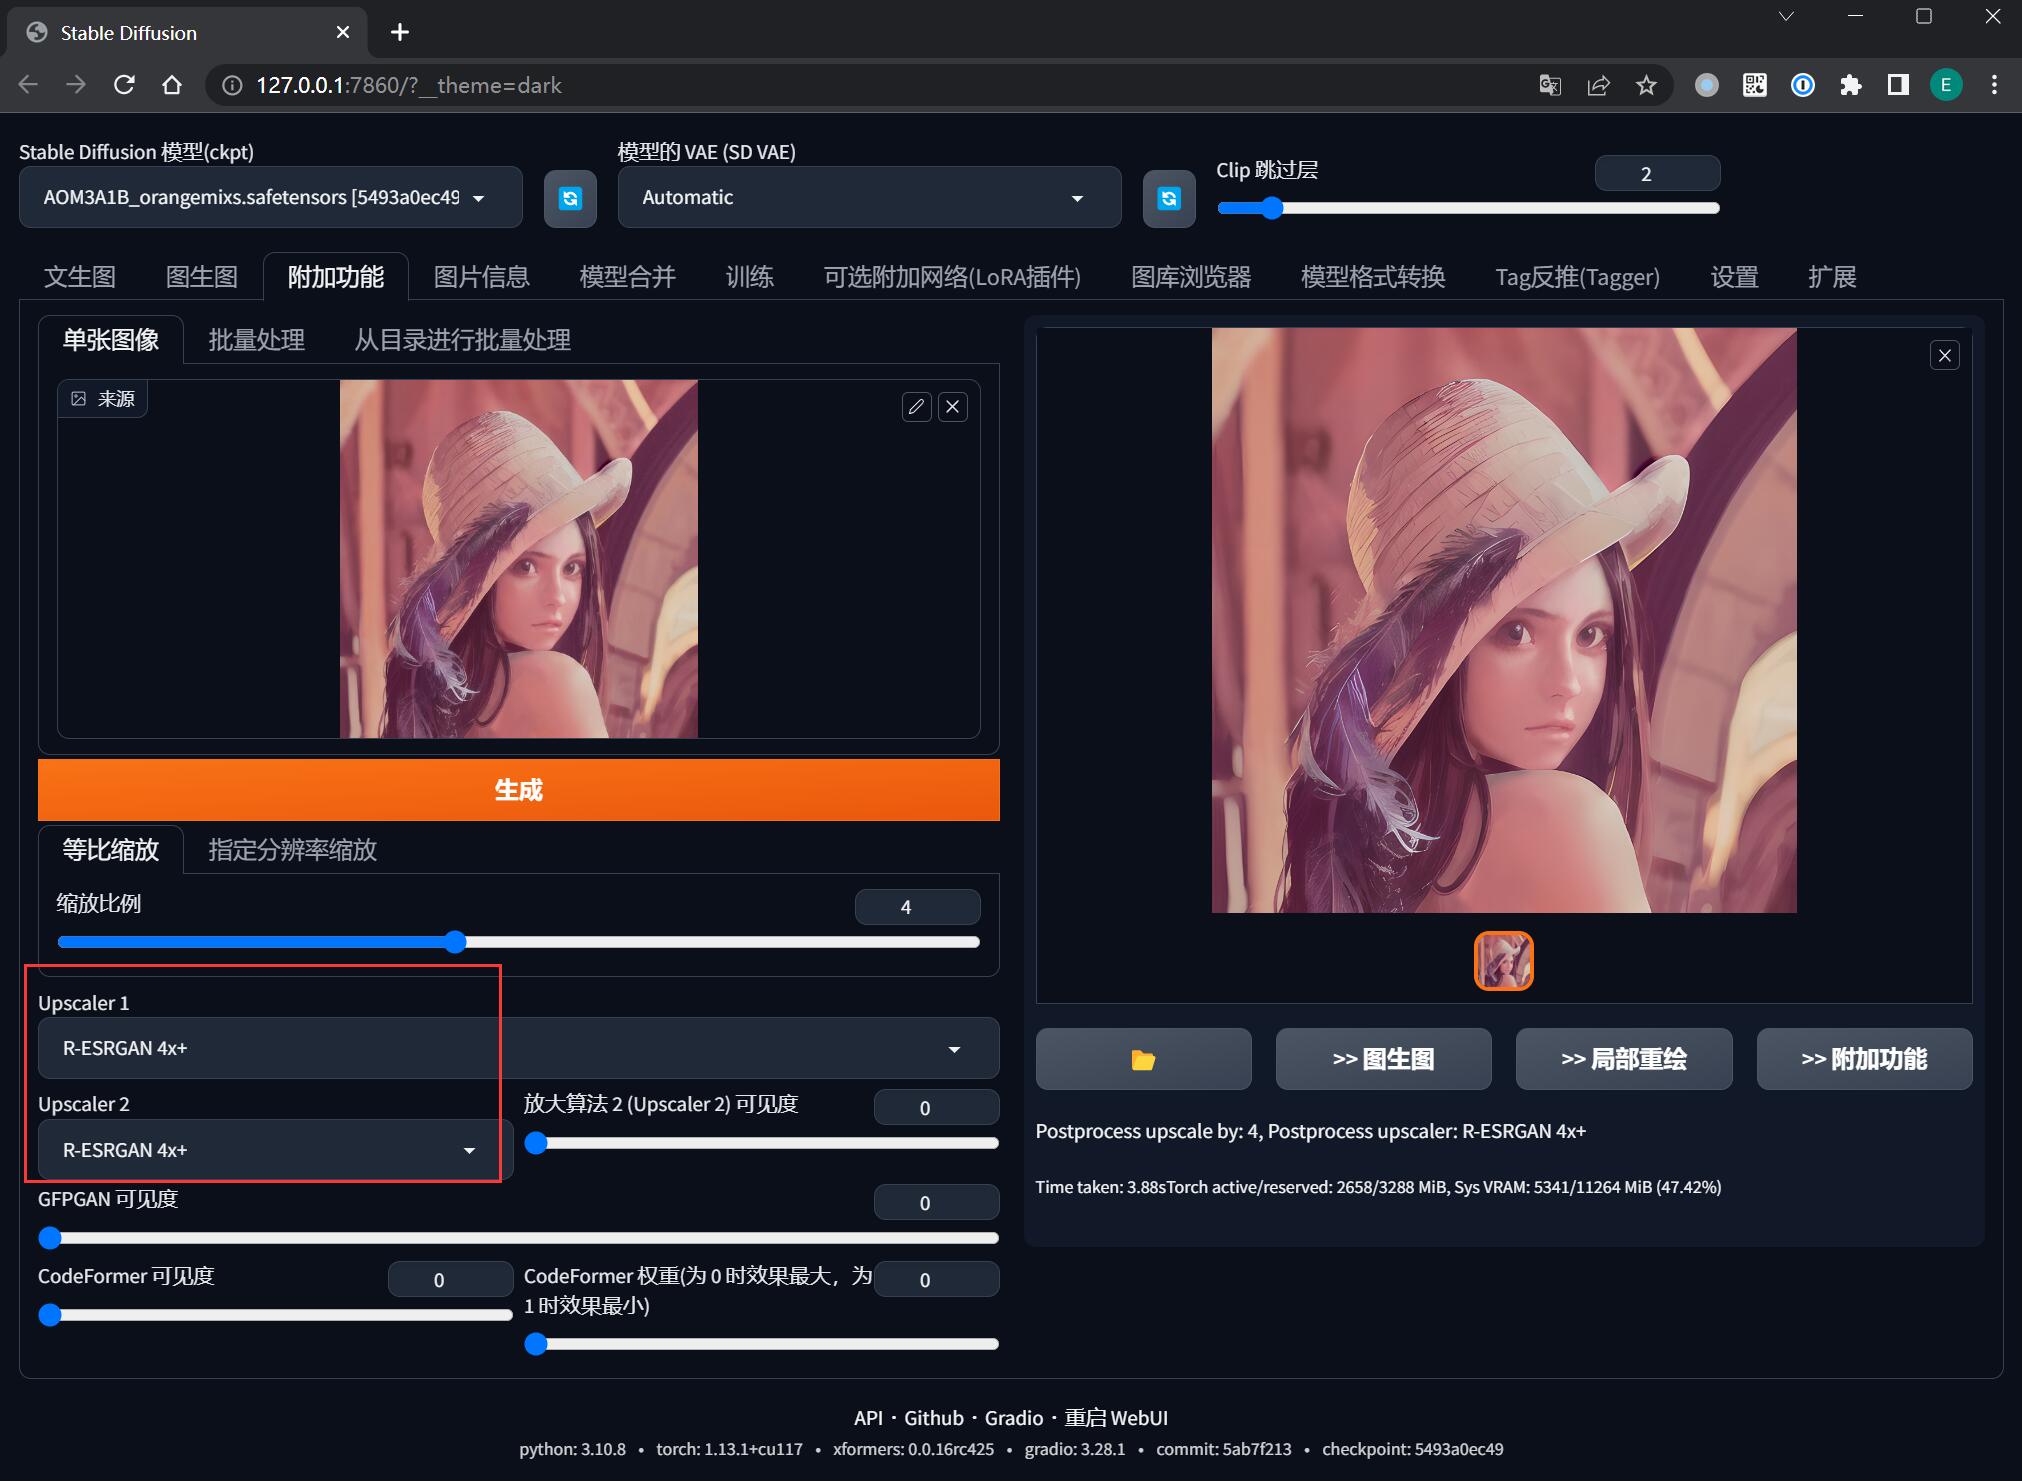 Stable Diffusion
127.0.0.1:7860/?__theme=dark
E
Stable Diffusion 模型(ckpt)
AOM3A1B_orangemixs.safetensors [5493a0ec49
模型的 VAE (SD VAE)
Automatic
Clip 跳过层
2
文生图
图生图
附加功能
图片信息
模型合并
训练
可选附加网络(LoRA插件)
图库浏览器
模型格式转换
Tag反推(Tagger)
设置
扩展
单张图像
批量处理
从目录进行批量处理
来源
生成
等比缩放
指定分辨率缩放
缩放比例
4
Upscaler 1
R-ESRGAN 4x+
Upscaler 2
R-ESRGAN 4x+
放大算法 2 (Upscaler 2) 可见度
0
GFPGAN 可见度
0
CodeFormer 可见度
0
CodeFormer 权重(为 0 时效果最大，为
1 时效果最小)
0
>> 图生图
>> 局部重绘
>> 附加功能
Postprocess upscale by: 4, Postprocess upscaler: R-ESRGAN 4x+
Time taken: 3.88sTorch active/reserved: 2658/3288 MiB, Sys VRAM: 5341/11264 MiB (47.42%)
API · Github · Gradio · 重启 WebUI
python: 3.10.8 • torch: 1.13.1+cu117 • xformers: 0.0.16rc425 • gradio: 3.28.1 • commit: 5ab7f213 • checkpoint: 5493a0ec49